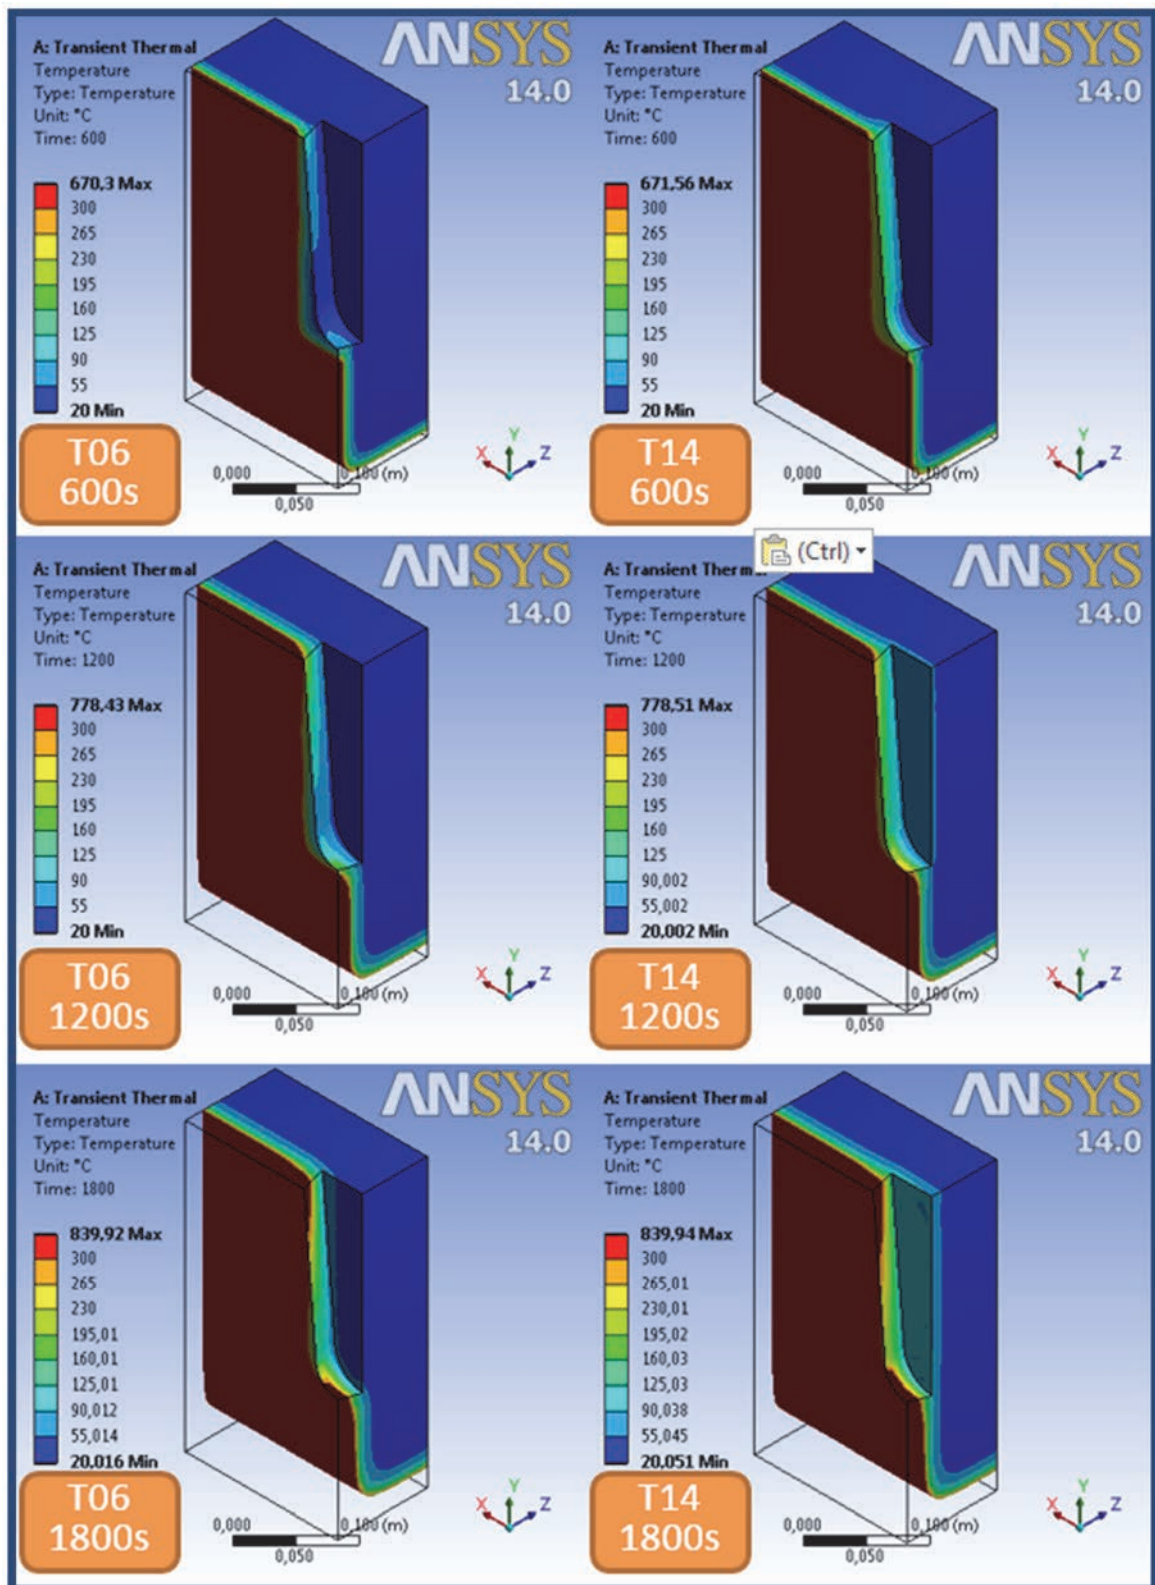 A: Transient Thermal
Temperature
Type: Temperature
Unit: °C
Time: 600
ANSYS
14.0
670,3 Max
300
265
230
195
160
125
90
55
20 Min
T06
600s
0,000
0,100 (m)
0,050
X
Y
Z
A: Transient Thermal
Temperature
Type: Temperature
Unit: °C
Time: 600
ANSYS
14.0
671,56 Max
300
265
230
195
160
125
90
55
20 Min
T14
600s
0,000
0,100 (m)
0,050
X
Y
Z
(Ctrl)
A: Transient Thermal
Temperature
Type: Temperature
Unit: °C
Time: 1200
ANSYS
14.0
778,43 Max
300
265
230
195
160
125
90
55
20 Min
T06
1200s
0,000
0,100 (m)
0,050
X
Y
Z
A: Transient Therma
Temperature
Type: Temperature
Unit: °C
Time: 1200
ANSYS
14.0
778,51 Max
300
265
230
195
160
125
90,002
55,002
20,002 Min
T14
1200s
0,000
0,100 (m)
0,050
X
Y
Z
A: Transient Thermal
Temperature
Type: Temperature
Unit: °C
Time: 1800
ANSYS
14.0
839,92 Max
300
265
230
195,01
160,01
125,01
90,012
55,014
20,016 Min
T06
1800s
0,000
0,100 (m)
0,050
X
Y
Z
A: Transient Thermal
Temperature
Type: Temperature
Unit: °C
Time: 1800
ANSYS
14.0
839,94 Max
300
265,01
230,01
195,02
160,03
125,03
90,038
55,045
20,051 Min
T14
1800s
0,000
0,100 (m)
0,050
X
Y
Z